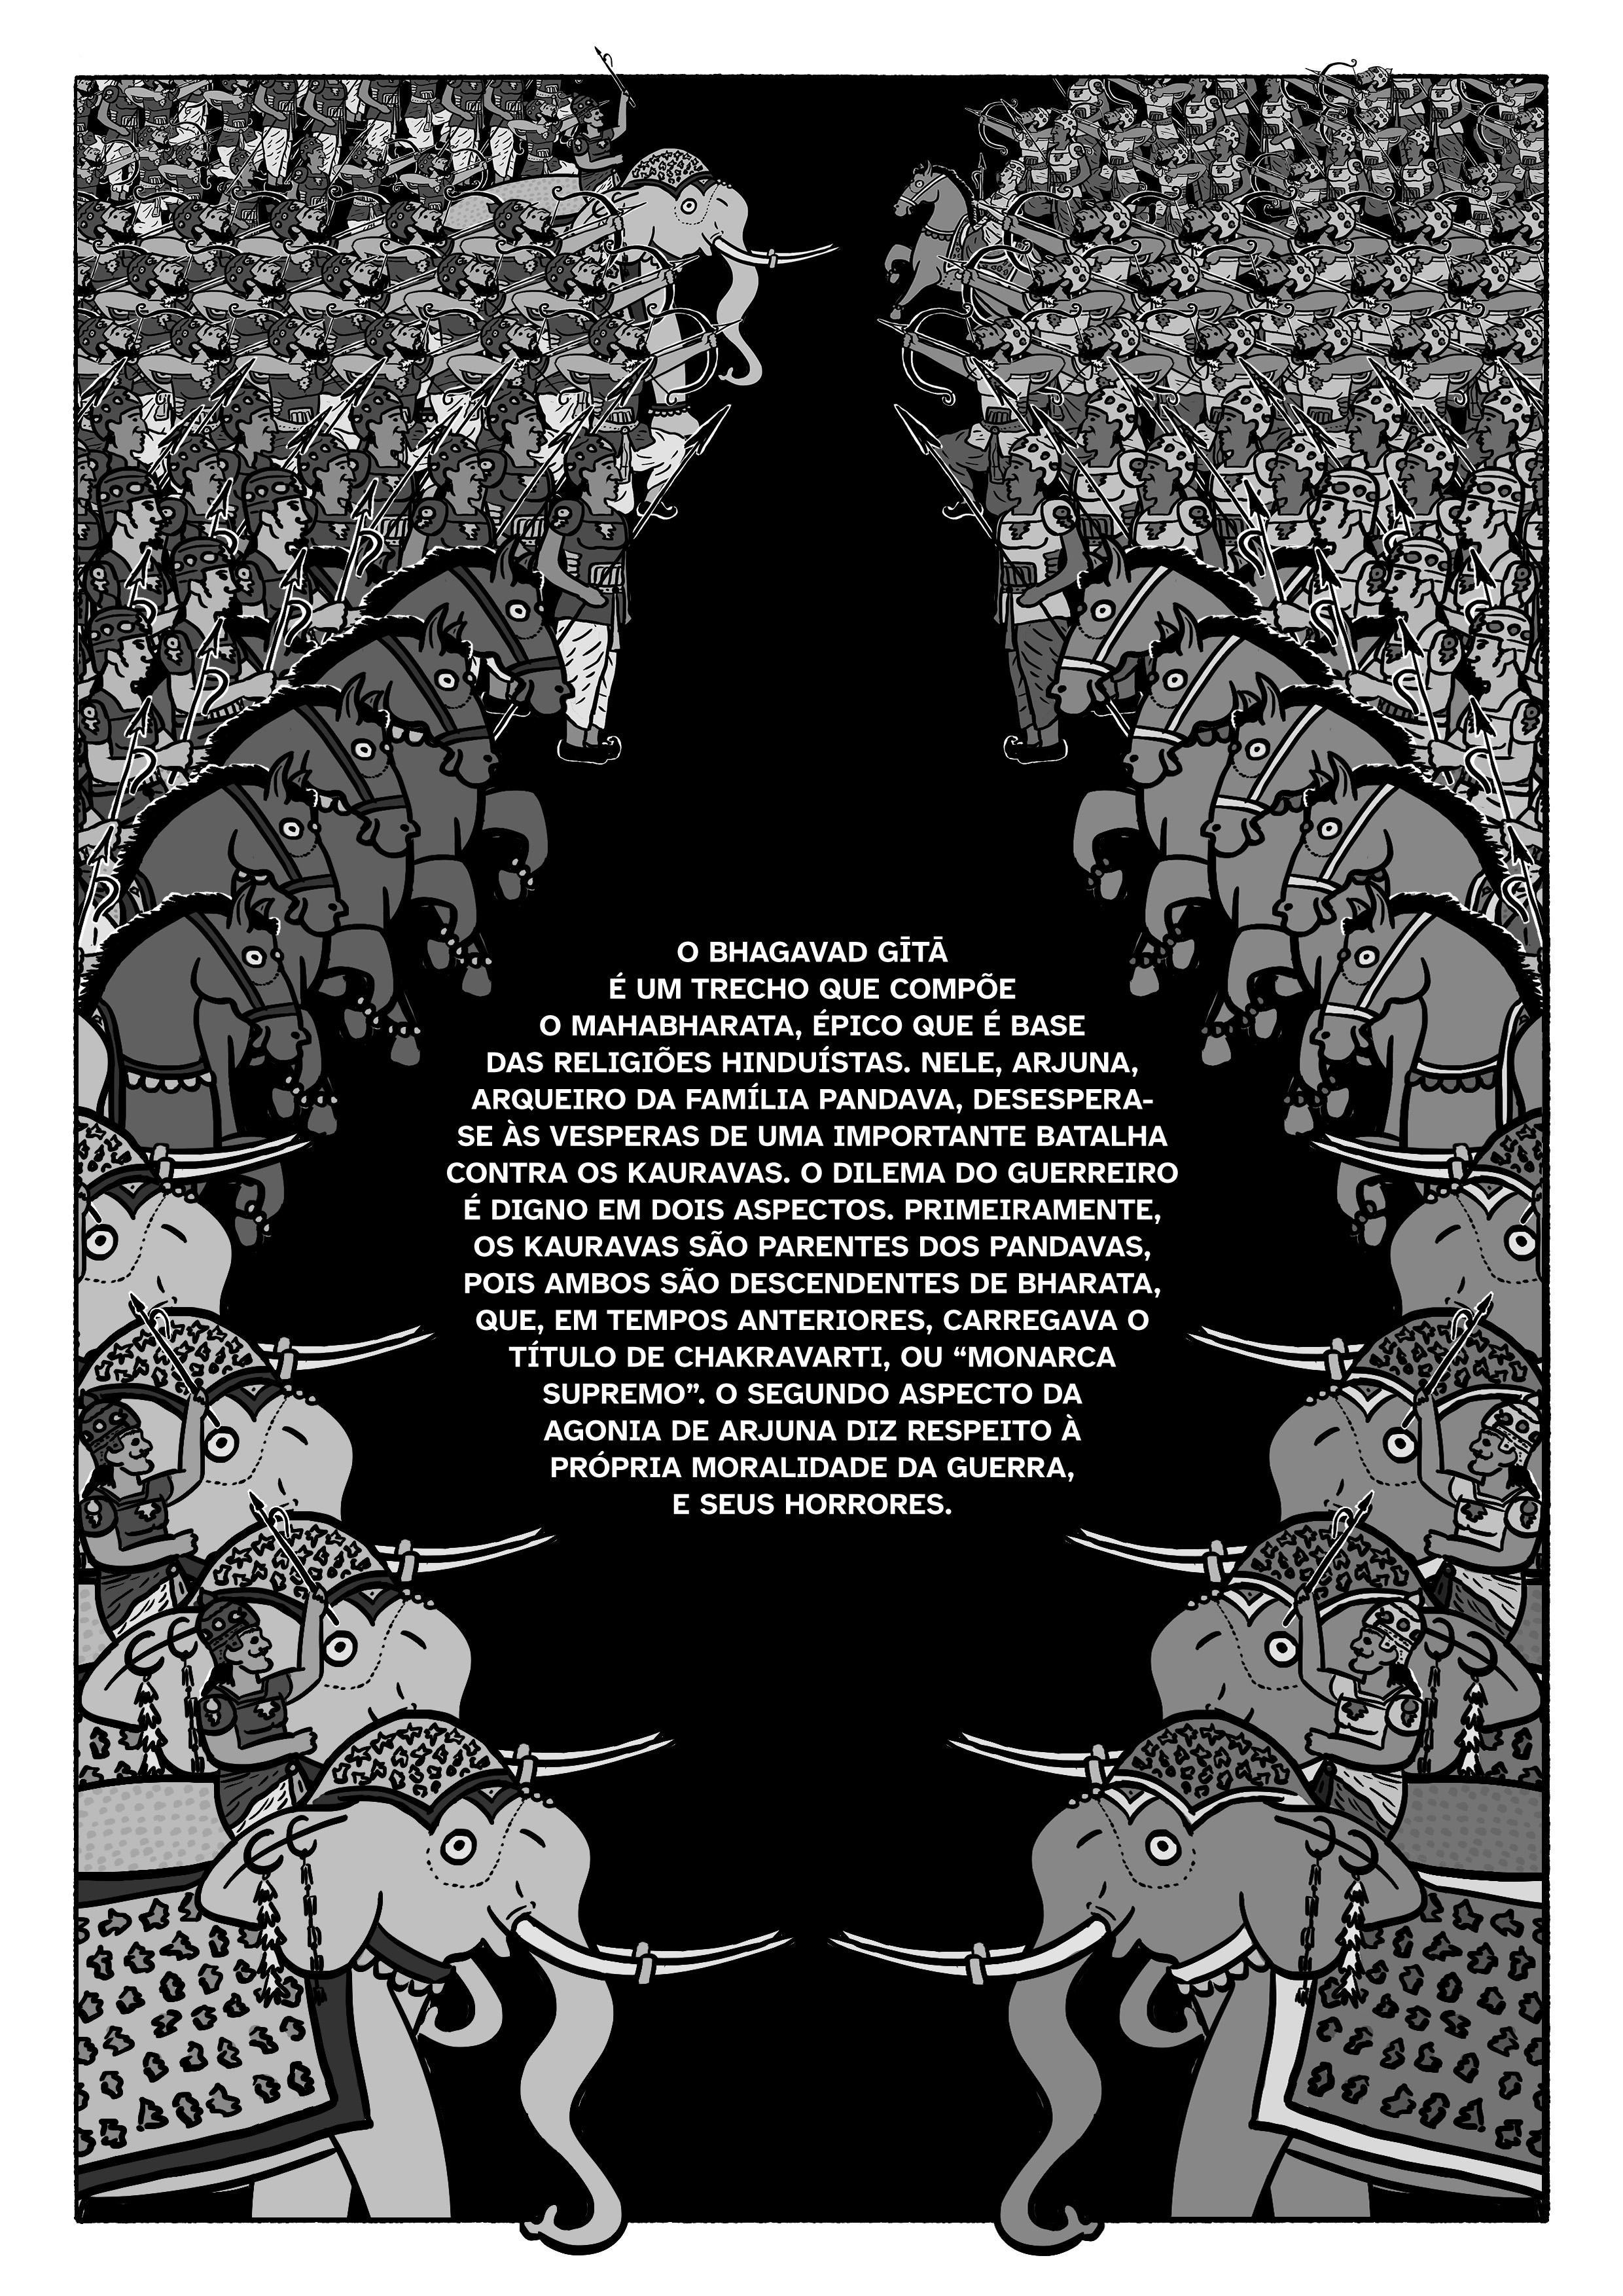 O BHAGAVAD GĪTĀ
É UM TRECHO QUE COMPÕE
O MAHABHARATA, ÉPICO QUE É BASE
DAS RELIGIÕES HINDUÍSTAS. NELE, ARJUNA,
ARQUEIRO DA FAMÍLIA PANDAVA, DESESPERA-
SE ÀS VESPERAS DE UMA IMPORTANTE BATALHA
CONTRA OS KAURAVAS. O DILEMA DO GUERREIRO
É DIGNO EM DOIS ASPECTOS. PRIMEIRAMENTE,
OS KAURAVAS SÃO PARENTES DOS PANDAVAS,
POIS AMBOS SÃO DESCENDENTES DE BHARATA,
QUE, EM TEMPOS ANTERIORES, CARREGAVA O
TÍTULO DE CHAKRAVARTI, OU “MONARCA
SUPREMO”. O SEGUNDO ASPECTO DA
AGONIA DE ARJUNA DIZ RESPEITO À
PRÓPRIA MORALIDADE DA GUERRA,
E SEUS HORRORES.